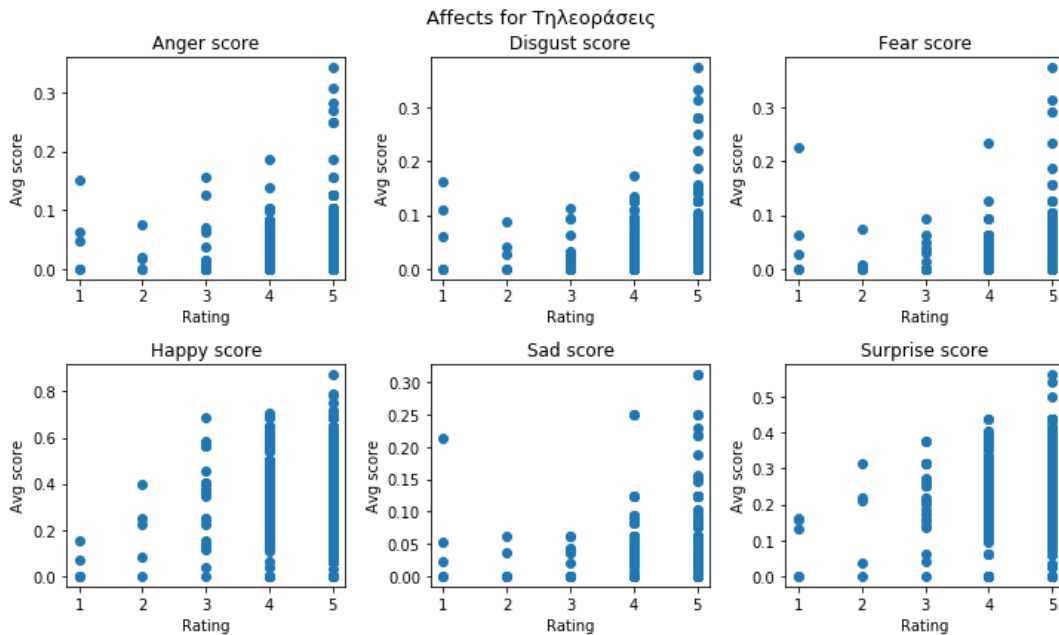 Affects for Τηλεοράσεις
Anger score
Disgust score
Fear score
Avg score
0.3
0.2
0.1
0.0
1 2 3 4 5
Rating
Avg score
0.3
0.2
0.1
0.0
1 2 3 4 5
Rating
Avg score
0.3
0.2
0.1
0.0
1 2 3 4 5
Rating
Happy score
Sad score
Surprise score
Avg score
0.8
0.6
0.4
0.2
0.0
1 2 3 4 5
Rating
Avg score
0.30
0.25
0.20
0.15
0.10
0.05
0.00
1 2 3 4 5
Rating
Avg score
0.5
0.4
0.3
0.2
0.1
0.0
1 2 3 4 5
Rating